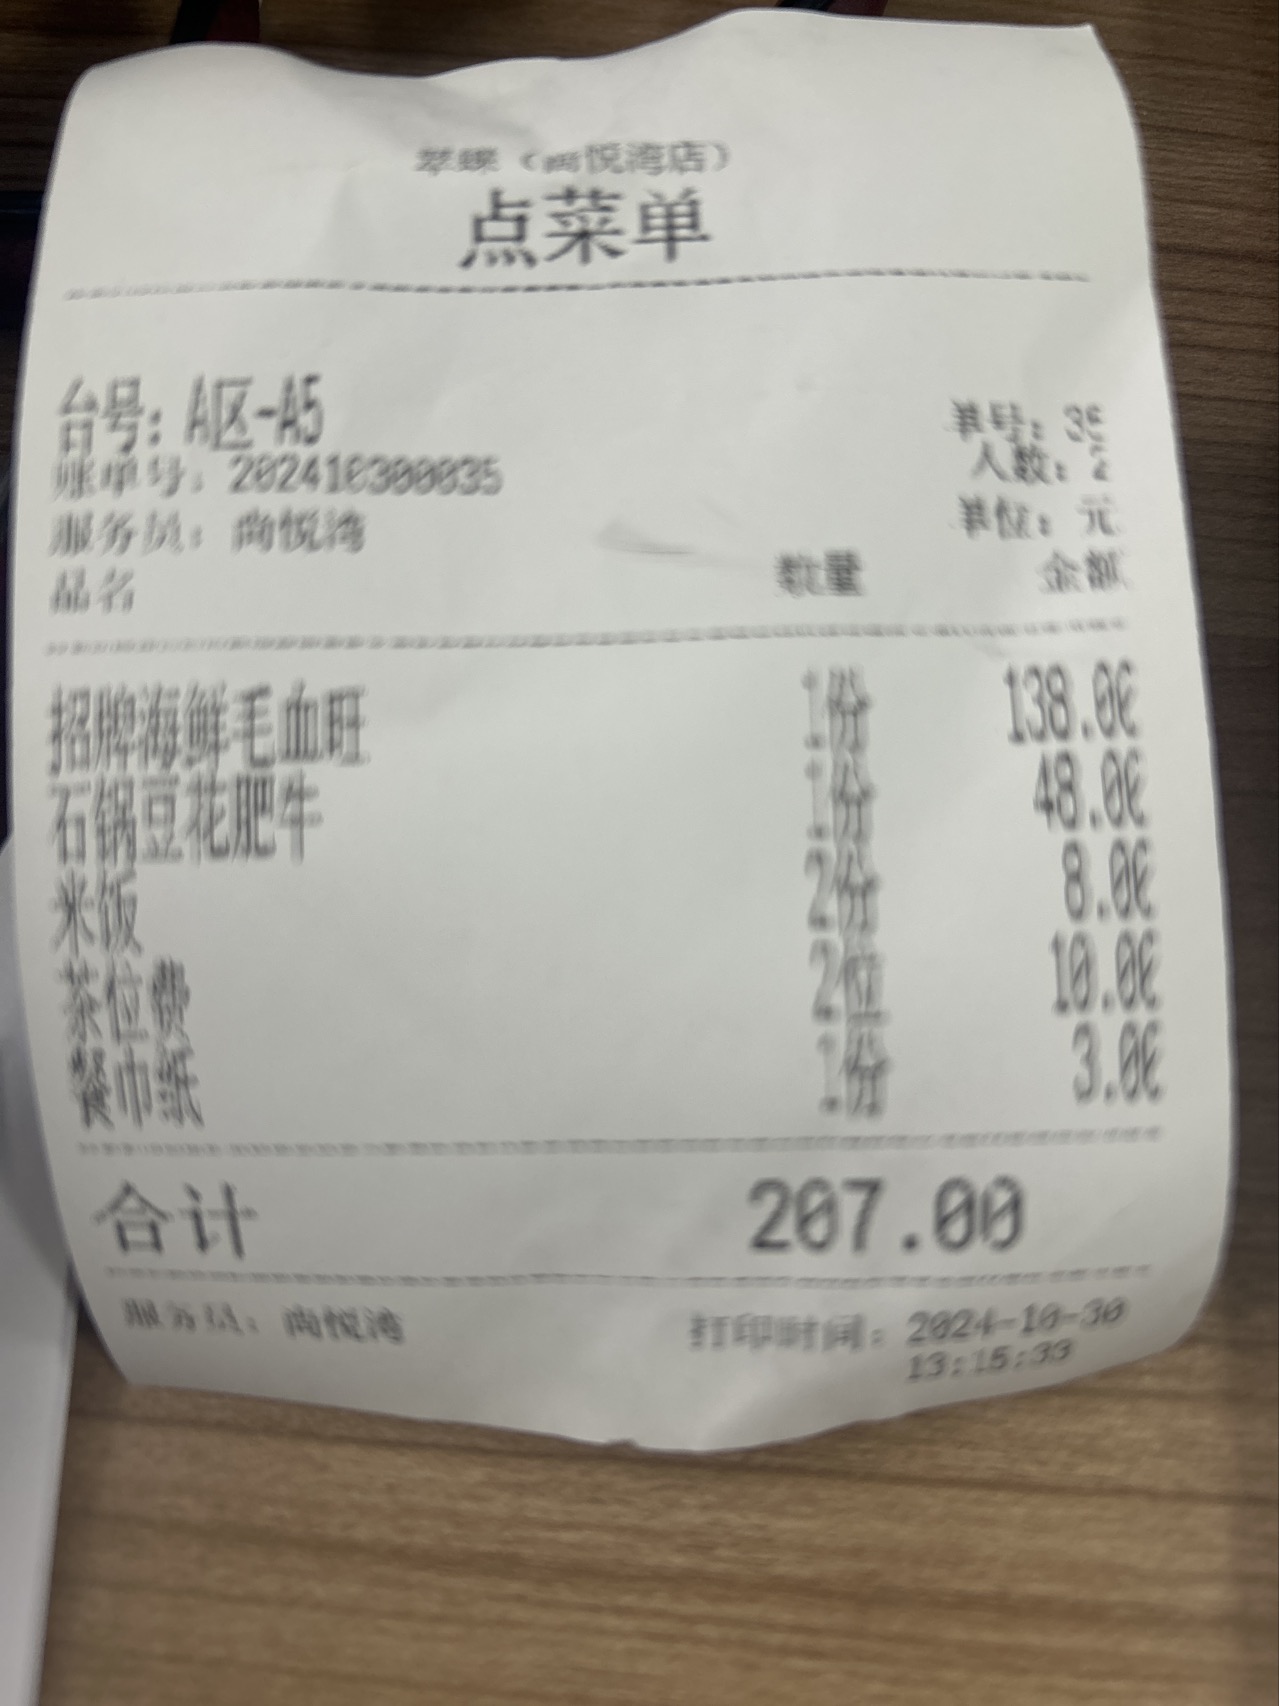 翠蝶（尚悦湾店）
点菜单
台号: A区-A5
单号: 35
账单号: 202410300035
人数: 2
服务员: 尚悦湾
单位: 元
品名 数量 金额
招牌海鲜毛血旺 1份 138.00
石锅豆花肥牛 1份 48.00
米饭 2份 8.00
茶位费 2位 10.00
餐巾纸 1份 3.00
合计 207.00
服务员: 尚悦湾 打印时间: 2024-10-30
13:15:33